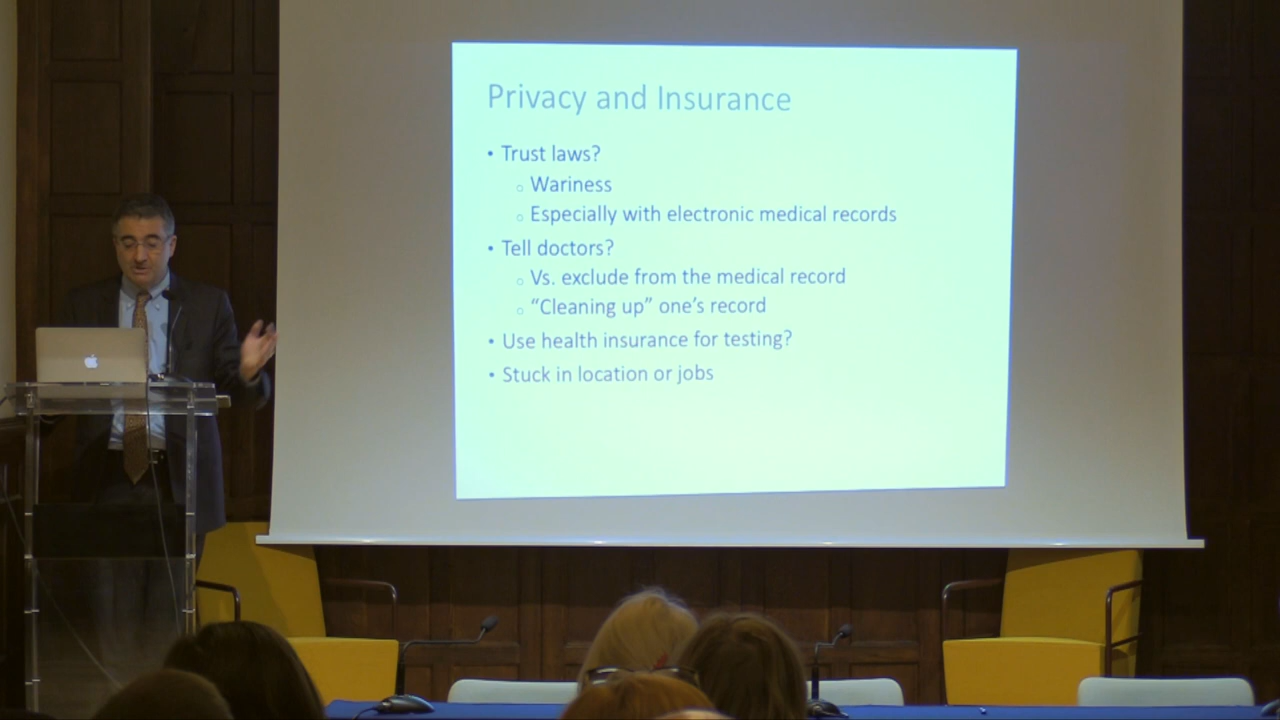 Privacy and Insurance
• Trust laws?
○ Wariness
○ Especially with electronic medical records
• Tell doctors?
○ Vs. exclude from the medical record
○ “Cleaning up” one’s record
• Use health insurance for testing?
• Stuck in location or jobs